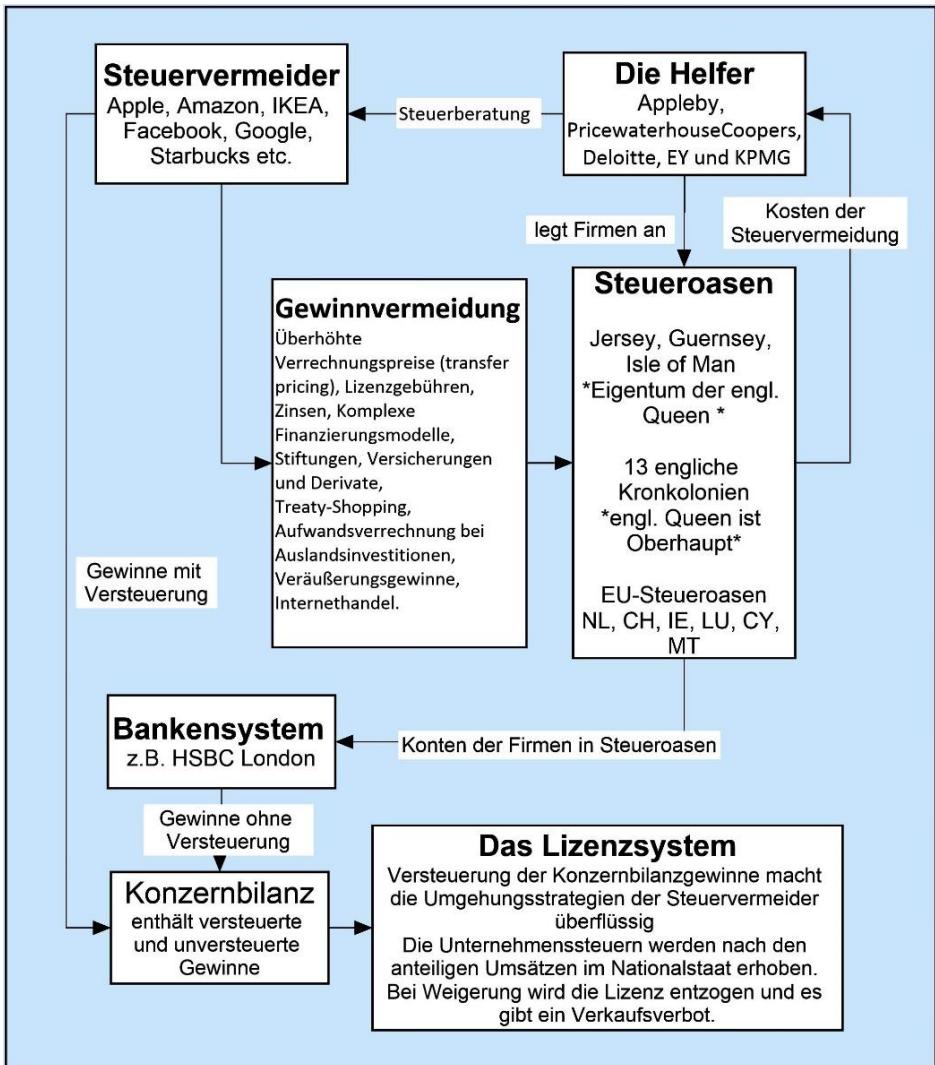 Steuervermeider
Apple, Amazon, IKEA,
Facebook, Google,
Starbucks etc.
Steuerberatung
Die Helfer
Appleby,
PricewaterhouseCoopers,
Deloitte, EY und KPMG
legt Firmen an
Kosten der
Steuervermeidung
Gewinnvermeidung
Überhöhte
Verrechnungspreise (transfer
pricing), Lizenzgebühren,
Zinsen, Komplexe
Finanzierungsmodelle,
Stiftungen, Versicherungen
und Derivate,
Treaty-Shopping,
Aufwandsverrechnung bei
Auslandsinvestitionen,
Veräußerungsgewinne,
Internethandel.
Steueroasen
Jersey, Guernsey,
Isle of Man
*Eigentum der engl.
Queen *
13 engliche
Kronkolonien
*engl. Queen ist
Oberhaupt*
EU-Steueroasen
NL, CH, IE, LU, CY,
MT
Gewinne mit
Versteuerung
Bankensystem
z.B. HSBC London
Konten der Firmen in Steueroasen
Gewinne ohne
Versteuerung
Konzernbilanz
enthält versteuerte
und unversteuerte
Gewinne
Das Lizenzsystem
Versteuerung der Konzernbilanzgewinne macht
die Umgehungsstrategien der Steuervermeider
überflüssig
Die Unternehmenssteuern werden nach den
anteiligen Umsätzen im Nationalstaat erhoben.
Bei Weigerung wird die Lizenz entzogen und es
gibt ein Verkaufsverbot.